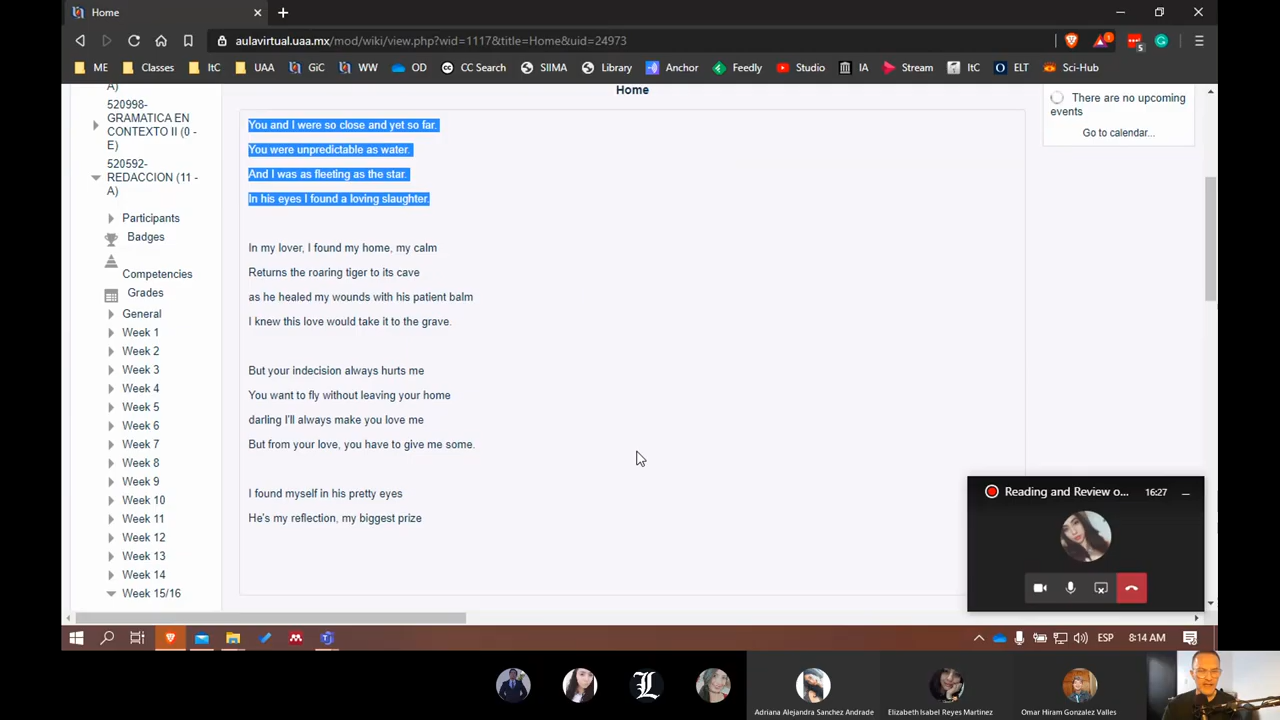 Home
aulavirtual.uaa.mx/mod/wiki/view.php?wid=1117&title=Home&uid=24973
5
ME Classes ItC UAA GiC WW OD CC Search SIIMA Library Anchor Feedly Studio IA Stream ItC ELT Sci-Hub
A)
520998-
GRAMATICA EN
CONTEXTO II (0 -
E)
520592-
REDACCION (11 -
A)
Participants
Badges
Competencies
Grades
General
Week 1
Week 2
Week 3
Week 4
Week 5
Week 6
Week 7
Week 8
Week 9
Week 10
Week 11
Week 12
Week 13
Week 14
Week 15/16
Home
You and I were so close and yet so far.
You were unpredictable as water.
And I was as fleeting as the star.
In his eyes I found a loving slaughter.
In my lover, I found my home, my calm
Returns the roaring tiger to its cave
as he healed my wounds with his patient balm
I knew this love would take it to the grave.
But your indecision always hurts me
You want to fly without leaving your home
darling I'll always make you love me
But from your love, you have to give me some.
I found myself in his pretty eyes
He's my reflection, my biggest prize
There are no upcoming
events
Go to calendar...
Reading and Review o... 16:27
ESP 8:14 AM
L
Adriana Alejandra Sanchez Andrade
Elizabeth Isabel Reyes Martinez
Omar Hiram Gonzalez Valles